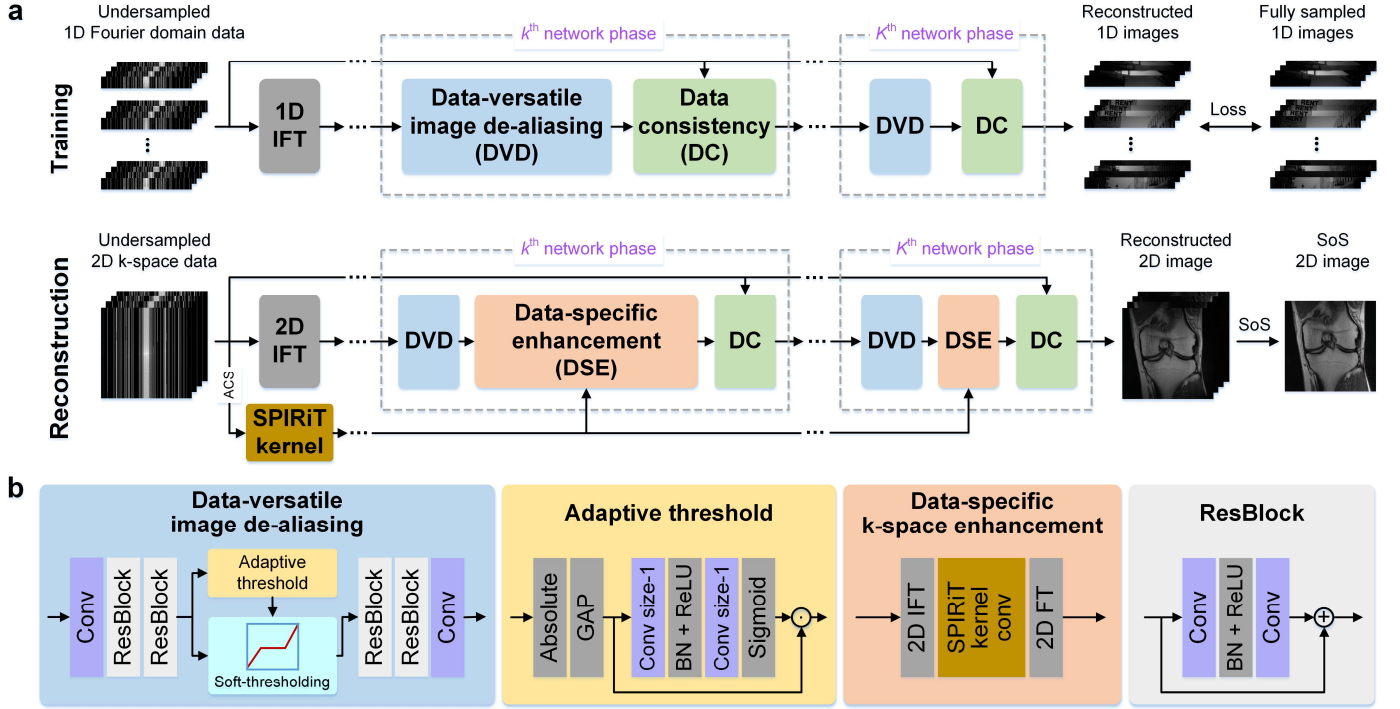 a
Undersampled
1D Fourier domain data
kth network phase
Kth network phase
Reconstructed
1D images
Fully sampled
1D images
Training
1D
IFT
Data-versatile
image de-aliasing
(DVD)
Data
consistency
(DC)
DVD
DC
RENT
RENT
Loss
Undersampled
2D k-space data
kth network phase
Kth network phase
Reconstructed
2D image
SoS
2D image
Reconstruction
2D
IFT
DVD
Data-specific
enhancement
(DSE)
DC
DVD
DSE
DC
SoS
ACS
SPIRiT
kernel
b
Data-versatile
image de-aliasing
Conv
ResBlock
ResBlock
Adaptive
threshold
Soft-thresholding
ResBlock
ResBlock
Conv
Adaptive threshold
Absolute
GAP
Conv size-1
BN + ReLU
Conv size-1
Sigmoid
Data-specific
k-space enhancement
2D IFT
SPIRiT
kernel
conv
2D FT
ResBlock
Conv
BN + ReLU
Conv